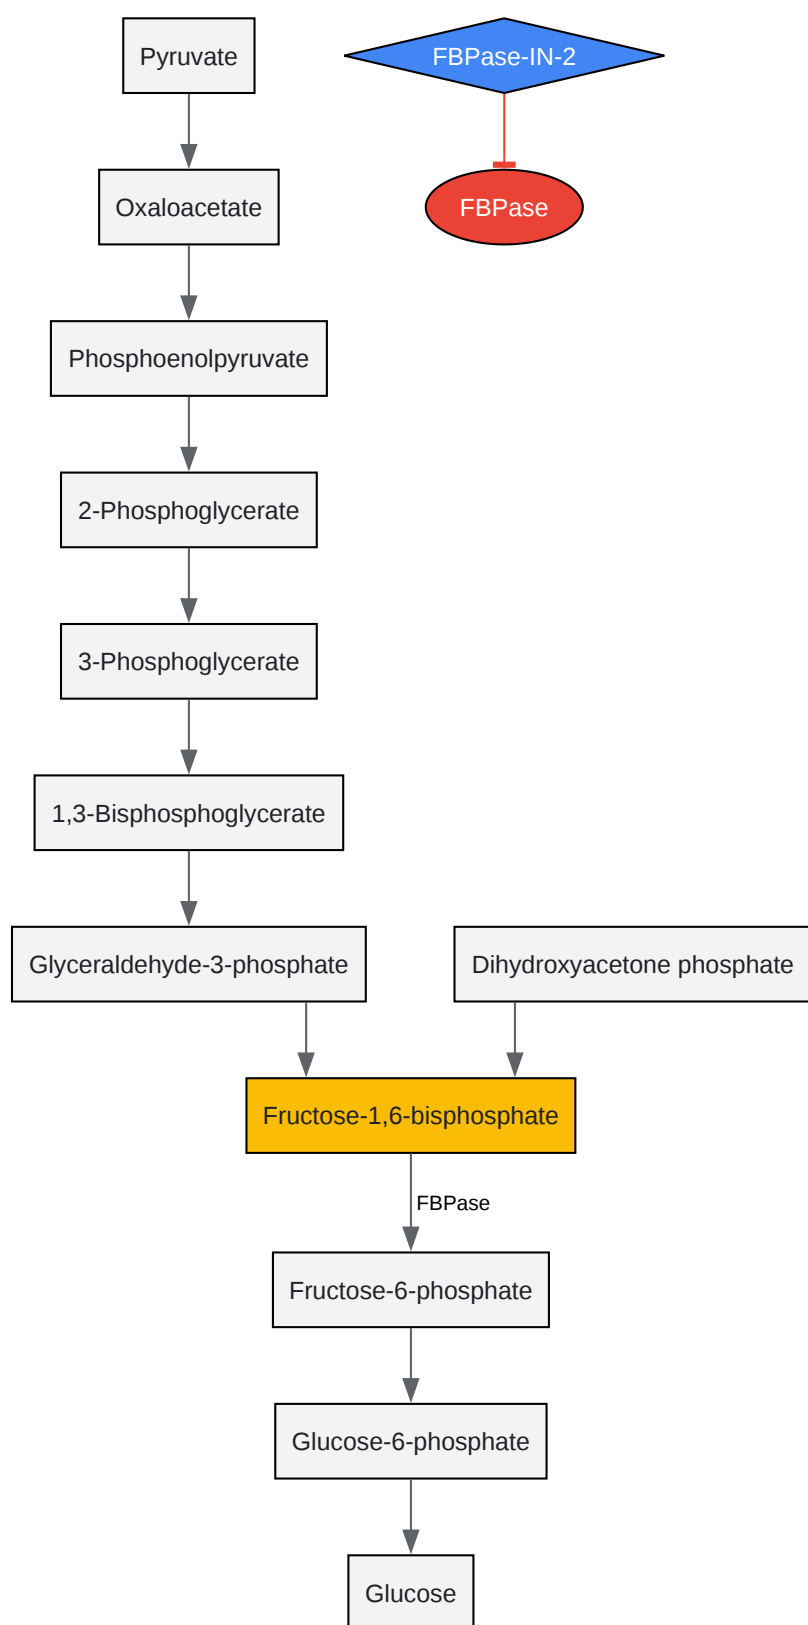 Pyruvate
FBPase-IN-2
Oxaloacetate
FBPase
Phosphoenolpyruvate
2-Phosphoglycerate
3-Phosphoglycerate
1,3-Bisphosphoglycerate
Glyceraldehyde-3-phosphate
Dihydroxyacetone phosphate
Fructose-1,6-bisphosphate
FBPase
Fructose-6-phosphate
Glucose-6-phosphate
Glucose